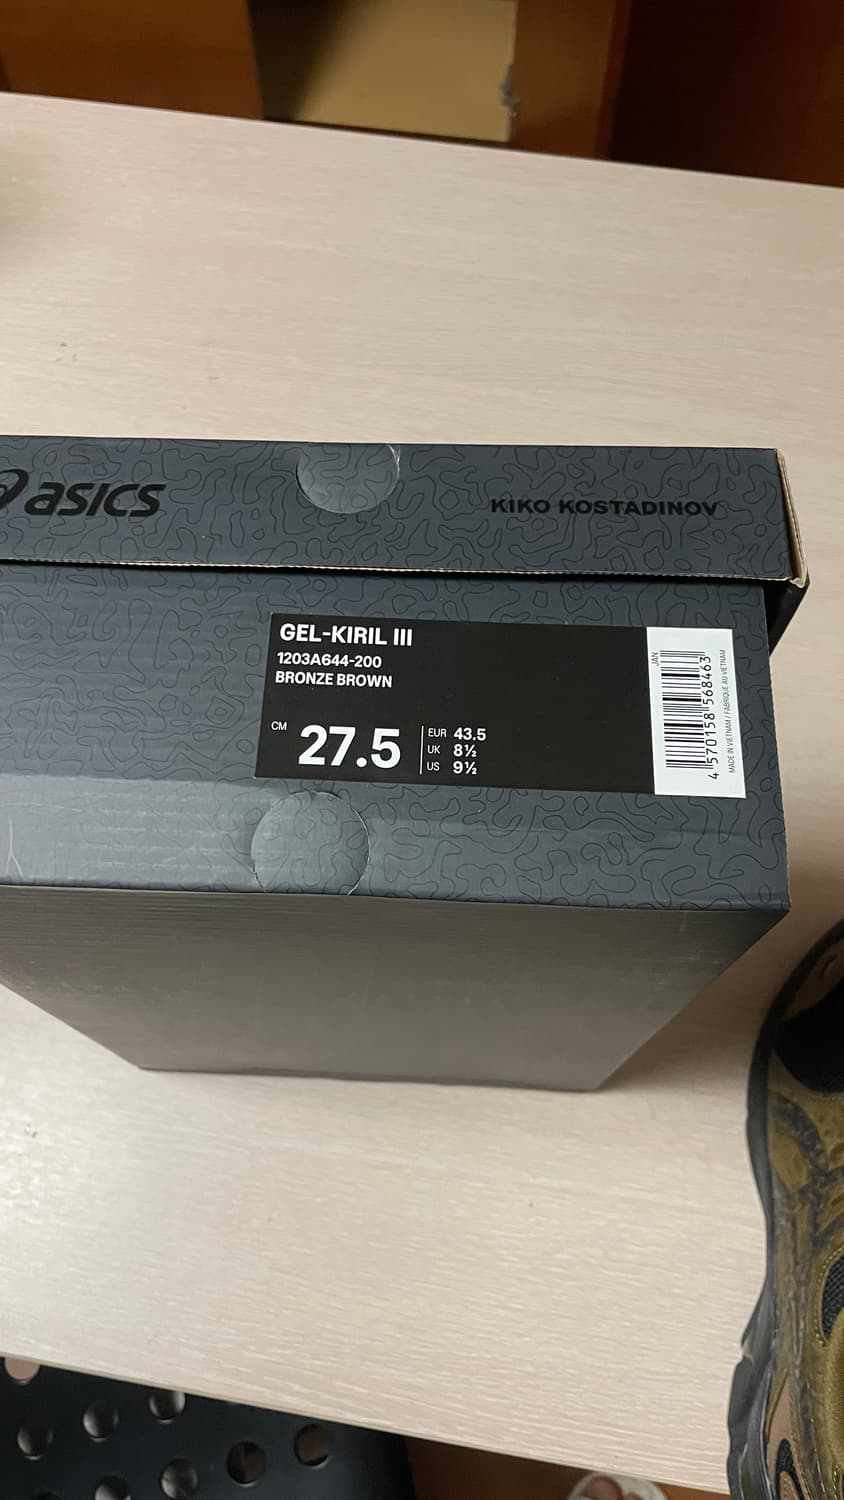 asics
KIKO KOSTADINOV
GEL-KIRIL III
1203A644-200
BRONZE BROWN
CM 27.5
EUR 43.5
UK 8½
US 9½
JAN
4 570158 568463
MADE IN VIETNAM / FABRIQUÉ AU VIETNAM